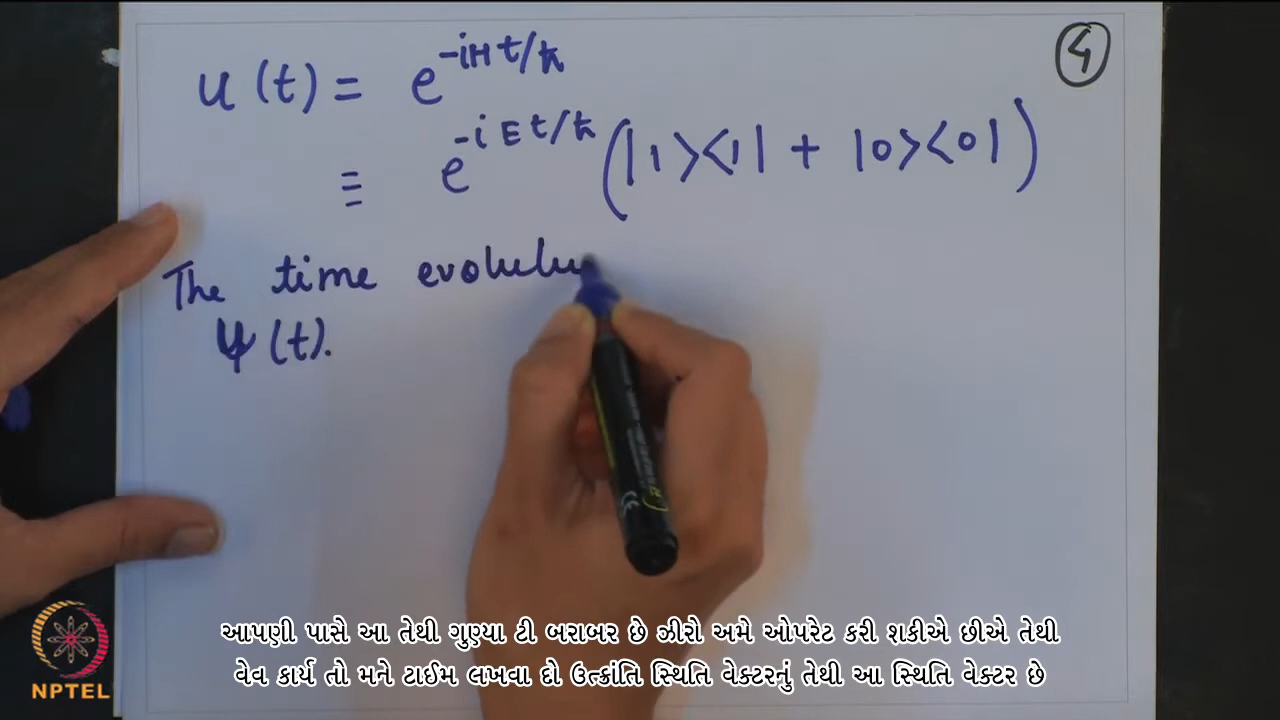 ④
u(t) = e^{-iHt/ℏ}
≡ e^{-iEt/ℏ} (|1><1| + |0><0|)
The time evolutu
ψ(t).
આપણી પાસે આ તેથી ગુણ્યા ટી બરાબર છે ઝીરો અમે ઓપરેટ કરી શકીએ છીએ તેથી
વેવ કાર્ય તો મને ટાઈમ લખવા દો ઉત્ક્રાંતિ સ્થિતિ વેક્ટરનું તેથી આ સ્થિતિ વેક્ટર છે
NPTEL